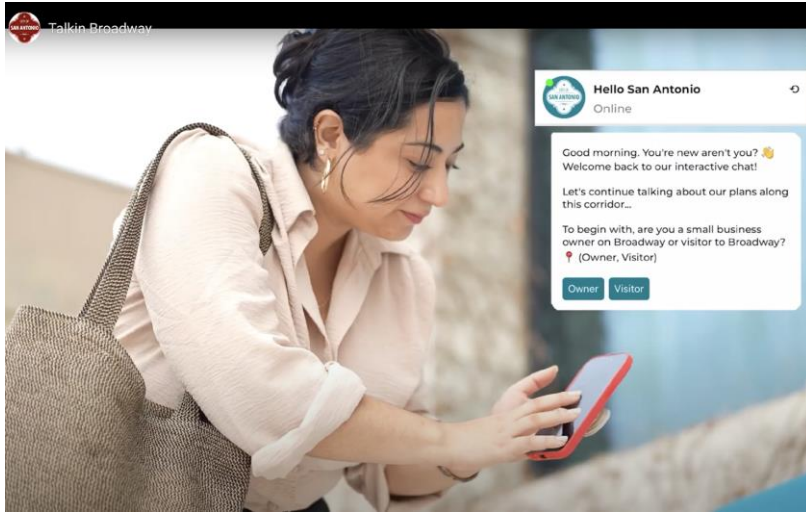 SAN ANTONIO
Talkin Broadway
SAN ANTONIO
Hello San Antonio
Online
Good morning. You're new aren't you? 👋
Welcome back to our interactive chat!
Let's continue talking about our plans along
this corridor...
To begin with, are you a small business
owner on Broadway or visitor to Broadway?
📍 (Owner, Visitor)
Owner Visitor